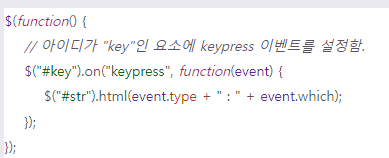 $(function() {
// 아이디가 "key"인 요소에 keypress 이벤트를 설정함.
$("#key").on("keypress", function(event) {
$("#str").html(event.type + " : " + event.which);
});
});